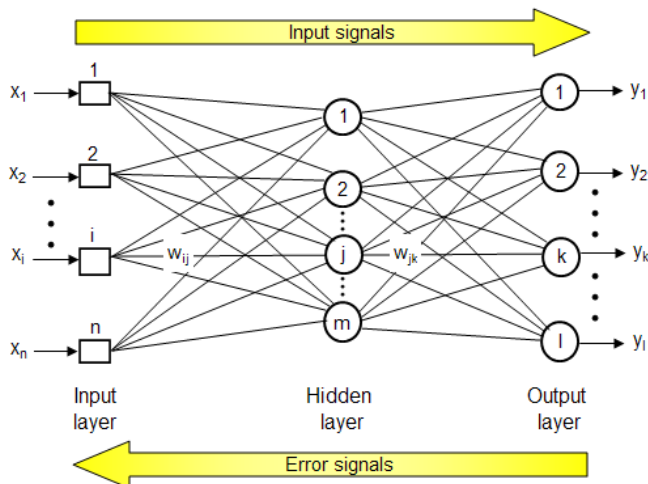 Input signals
1
x1
1
1
y1
2
x2
2
2
y2
i
xi
wij
j
wjk
k
yk
n
xn
m
l
yl
Input layer
Hidden layer
Output layer
Error signals